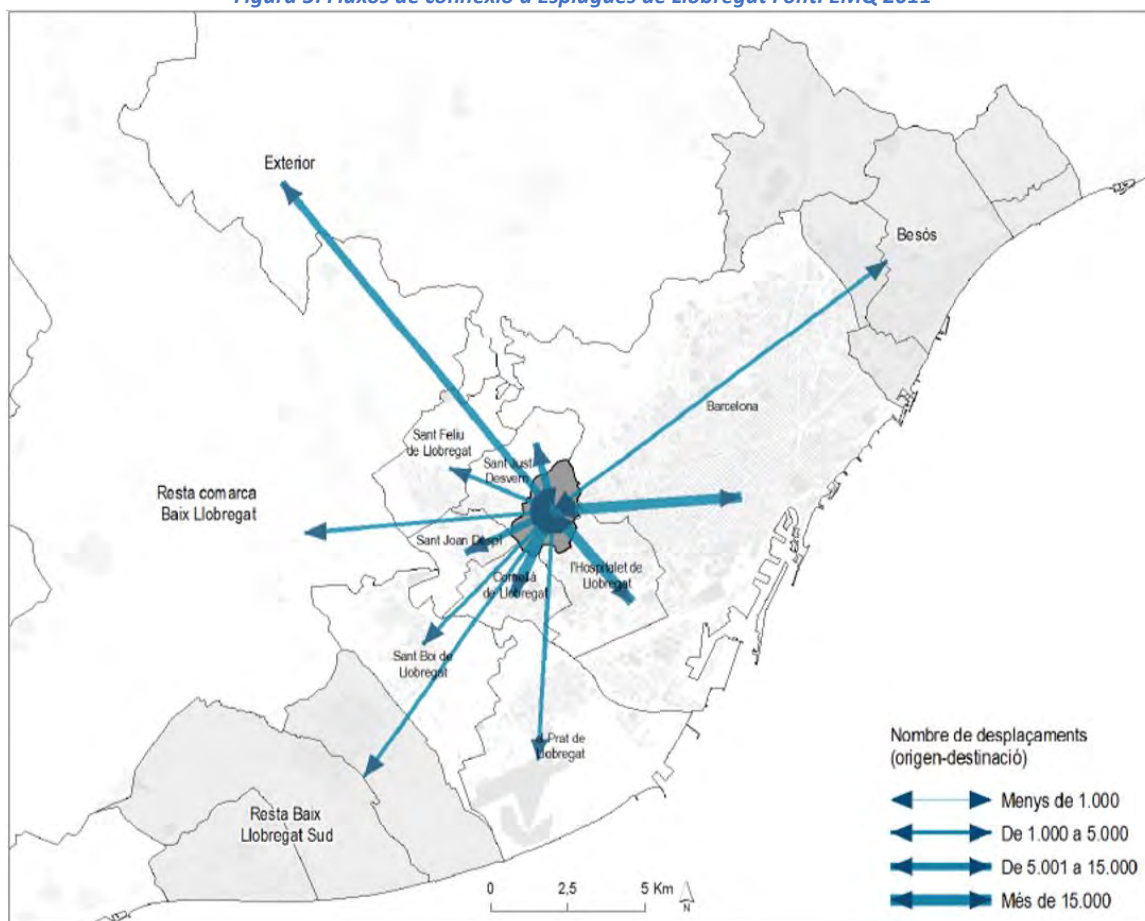 Figura 3. Fluxos de connexió a Esplugues de Llobregat Font: EMQ 2011
Exterior
Besòs
Barcelona
Sant Feliu
de Llobregat
Sant Just
Desvern
Resta comarca
Baix Llobregat
Sant Joan Despí
Cornellà
de Llobregat
l'Hospitalet de
Llobregat
Sant Boi de
Llobregat
Prat de
Llobregat
Resta Baix
Llobregat Sud
Nombre de desplaçaments
(origen-destinació)
Menys de 1.000
De 1.000 a 5.000
De 5.001 a 15.000
Més de 15.000
0 2,5 5 Km
N